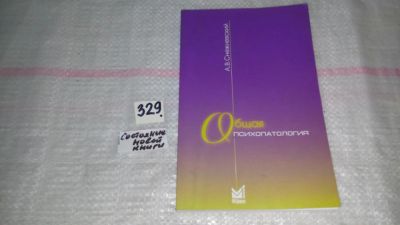 329.
Состояние
новой
книги
А.В.Снежневский
Общая
ПСИХОПАТОЛОГИЯ